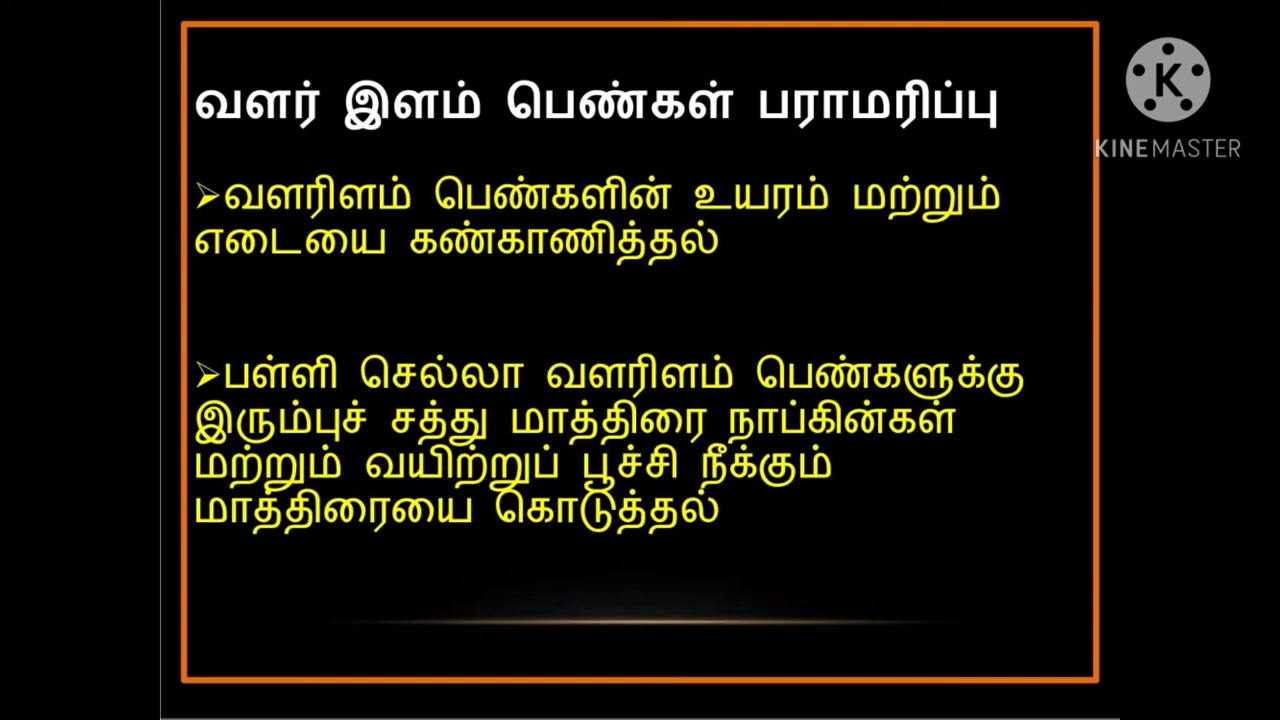 வளர் இளம் பெண்கள் பராமரிப்பு
K
KINEMASTER
➢வளரிளம் பெண்களின் உயரம் மற்றும்
எடையை கண்காணித்தல்
➢பள்ளி செல்லா வளரிளம் பெண்களுக்கு
இரும்புச் சத்து மாத்திரை நாப்கின்கள்
மற்றும் வயிற்றுப் பூச்சி நீக்கும்
மாத்திரையை கொடுத்தல்